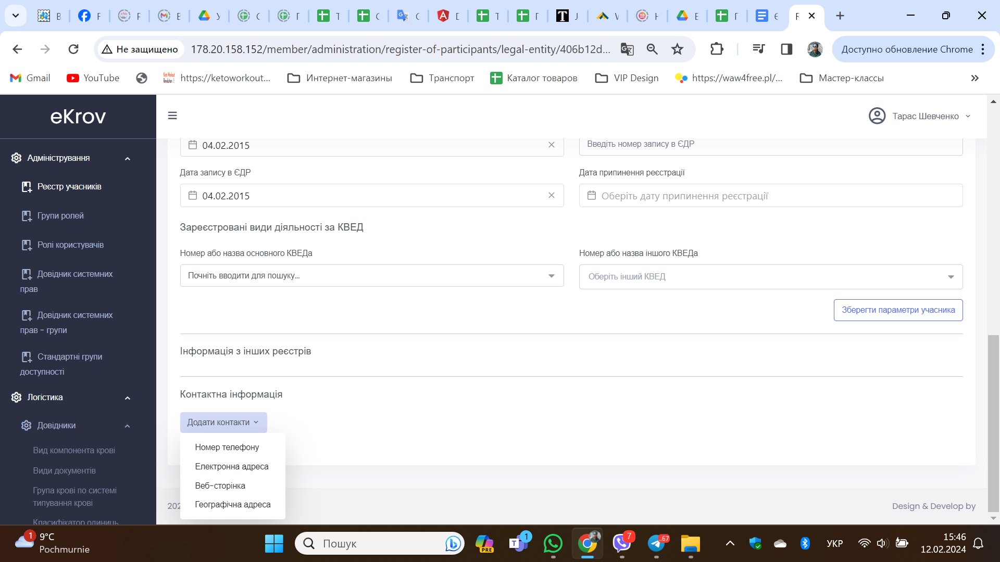 В
F
F
Е
У
С
Г
Т
С
С
D
Т
Г
J
V
Н
В
Г
Є
F
Не защищено
178.20.158.152/member/administration/register-of-participants/legal-entity/406b12d...
Доступно обновление Chrome
Gmail
YouTube
https://ketoworkout...
Интернет-магазины
Транспорт
Каталог товаров
VIP Design
https://waw4free.pl/...
Мастер-классы
eKrov
Тарас Шевченко
Адміністрування
Реєстр учасників
Групи ролей
Ролі користувачів
Довідник системних
прав
Довідник системних
прав - групи
Стандартні групи
доступності
Логістика
Довідники
Вид компонента крові
Види документів
Група крові по системі
типування крові
Класифікатор одиниць
04.02.2015
Введіть номер запису в ЄДР
Дата запису в ЄДР
Дата припинення реєстрації
04.02.2015
Оберіть дату припинення реєстрації
Зареєстровані види діяльності за КВЕД
Номер або назва основного КВЕДа
Номер або назва іншого КВЕДа
Почніть вводити для пошуку...
Оберіть інший КВЕД
Зберегти параметри учасника
Інформація з інших реєстрів
Контактна інформація
Додати контакти
Номер телефону
Електронна адреса
Веб-сторінка
Географічна адреса
202
Design & Develop by
1
9°C
Pochmurnie
Пошук
PRE
1
7
..67
УКР
15:46
12.02.2024